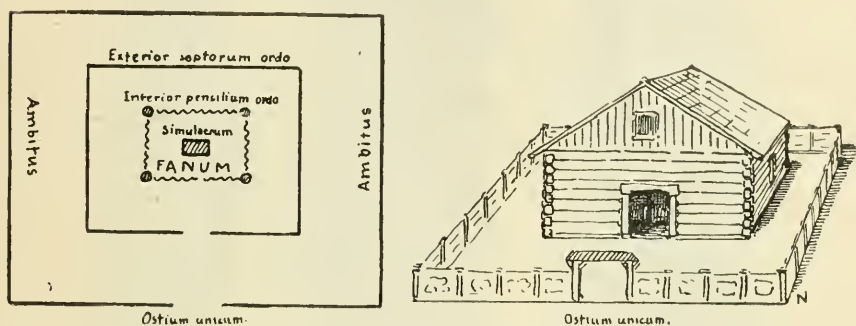 Exterior septorum ordo
Ambitus
Interior pensilium ordo
Simulacrum
FANUM
Ambitus
Ostium unicum.
N
Ostium unicum.